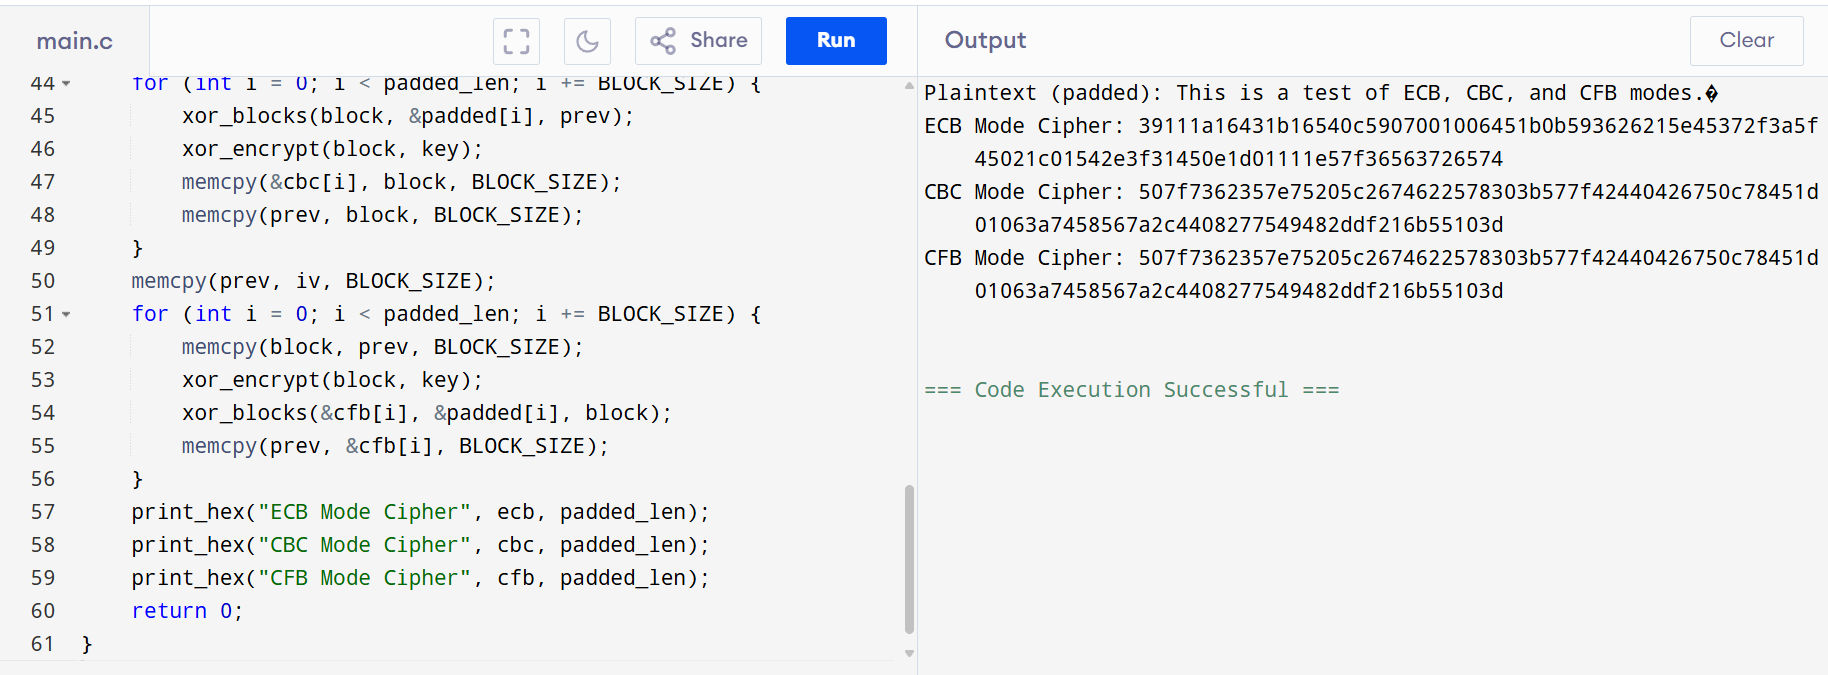 main.c
Share
Run
Output
Clear
44 for (int i = 0; i < padded_len; i += BLOCK_SIZE) {
45 xor_blocks(block, &padded[i], prev);
46 xor_encrypt(block, key);
47 memcpy(&cbc[i], block, BLOCK_SIZE);
48 memcpy(prev, block, BLOCK_SIZE);
49 }
50 memcpy(prev, iv, BLOCK_SIZE);
51 for (int i = 0; i < padded_len; i += BLOCK_SIZE) {
52 memcpy(block, prev, BLOCK_SIZE);
53 xor_encrypt(block, key);
54 xor_blocks(&cfb[i], &padded[i], block);
55 memcpy(prev, &cfb[i], BLOCK_SIZE);
56 }
57 print_hex("ECB Mode Cipher", ecb, padded_len);
58 print_hex("CBC Mode Cipher", cbc, padded_len);
59 print_hex("CFB Mode Cipher", cfb, padded_len);
60 return 0;
61 }
Plaintext (padded): This is a test of ECB, CBC, and CFB modes.�
ECB Mode Cipher: 39111a16431b16540c5907001006451b0b593626215e45372f3a5f
45021c01542e3f31450e1d01111e57f36563726574
CBC Mode Cipher: 507f7362357e75205c2674622578303b577f42440426750c78451d
01063a7458567a2c4408277549482ddf216b55103d
CFB Mode Cipher: 507f7362357e75205c2674622578303b577f42440426750c78451d
01063a7458567a2c4408277549482ddf216b55103d
=== Code Execution Successful ===